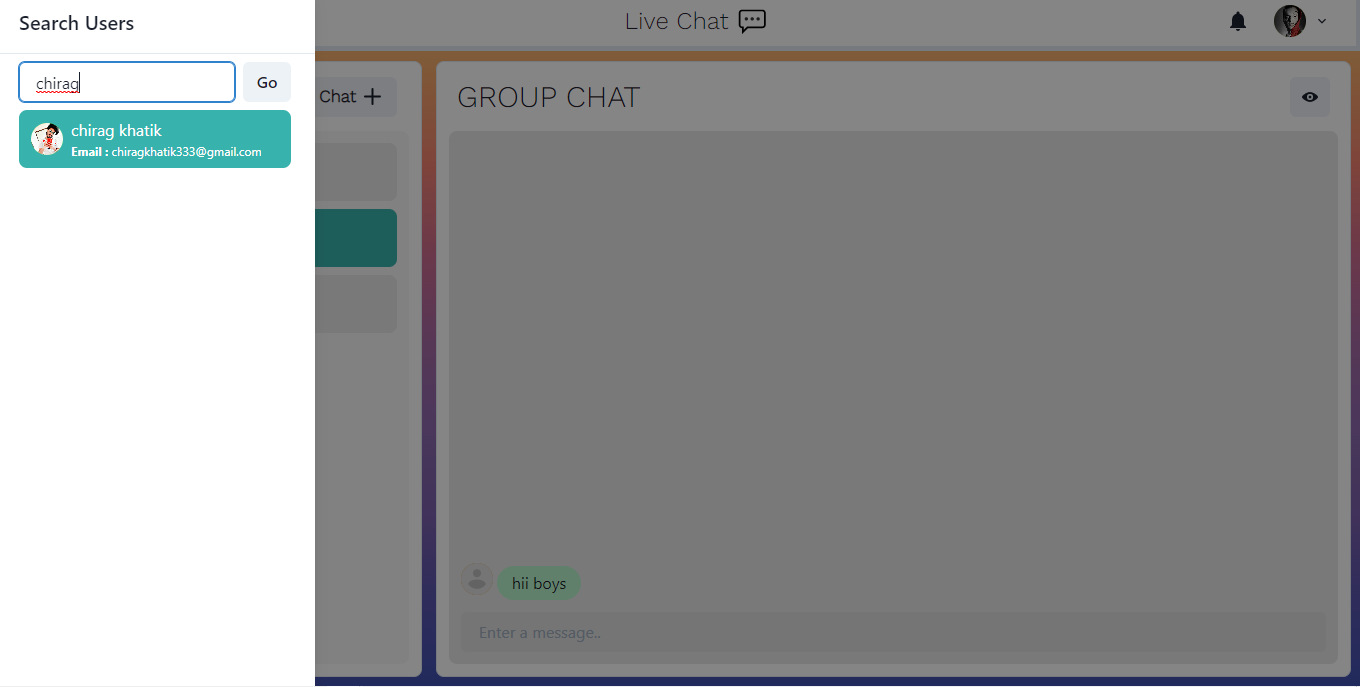 Search Users
chirag
Go
chirag khatik
Email : chiragkhatik333@gmail.com
Live Chat
Chat
GROUP CHAT
hii boys
Enter a message..